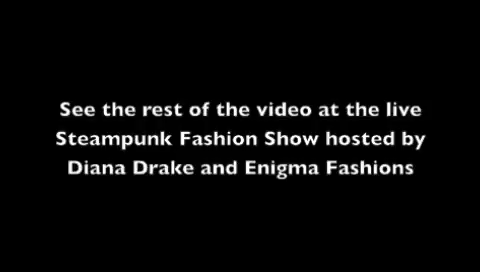 See the rest of the video at the live
Steampunk Fashion Show hosted by
Diana Drake and Enigma Fashions